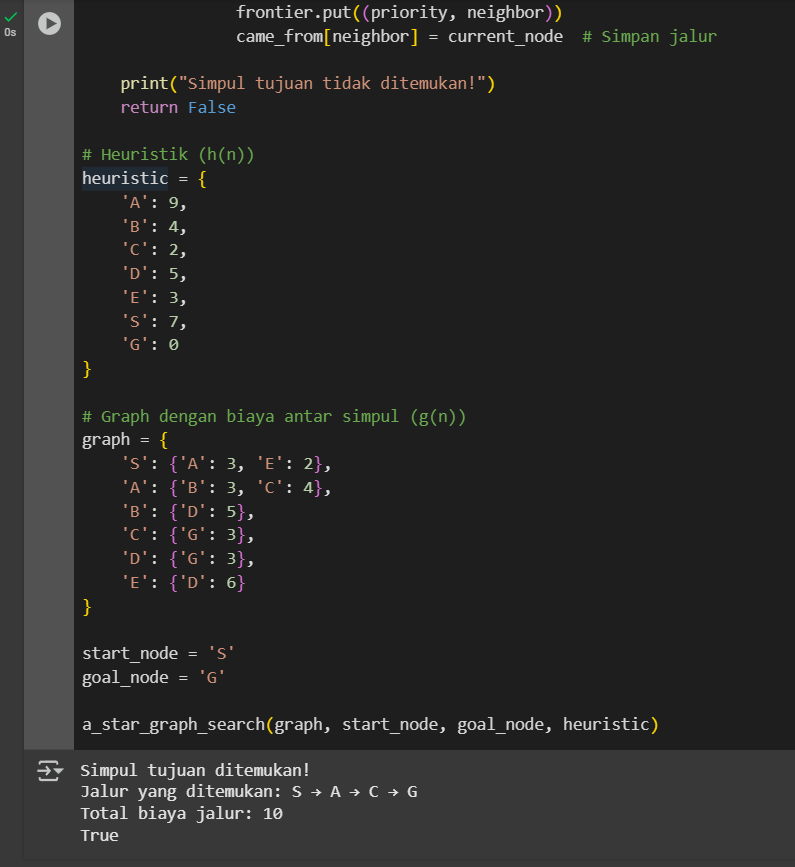 0s
            frontier.put((priority, neighbor))
            came_from[neighbor] = current_node  # Simpan jalur
    print("Simpul tujuan tidak ditemukan!")
    return False
# Heuristik (h(n))
heuristic = {
    'A': 9,
    'B': 4,
    'C': 2,
    'D': 5,
    'E': 3,
    'S': 7,
    'G': 0
}
# Graph dengan biaya antar simpul (g(n))
graph = {
    'S': {'A': 3, 'E': 2},
    'A': {'B': 3, 'C': 4},
    'B': {'D': 5},
    'C': {'G': 3},
    'D': {'G': 3},
    'E': {'D': 6}
}
start_node = 'S'
goal_node = 'G'
a_star_graph_search(graph, start_node, goal_node, heuristic)
Simpul tujuan ditemukan!
Jalur yang ditemukan: S → A → C → G
Total biaya jalur: 10
True